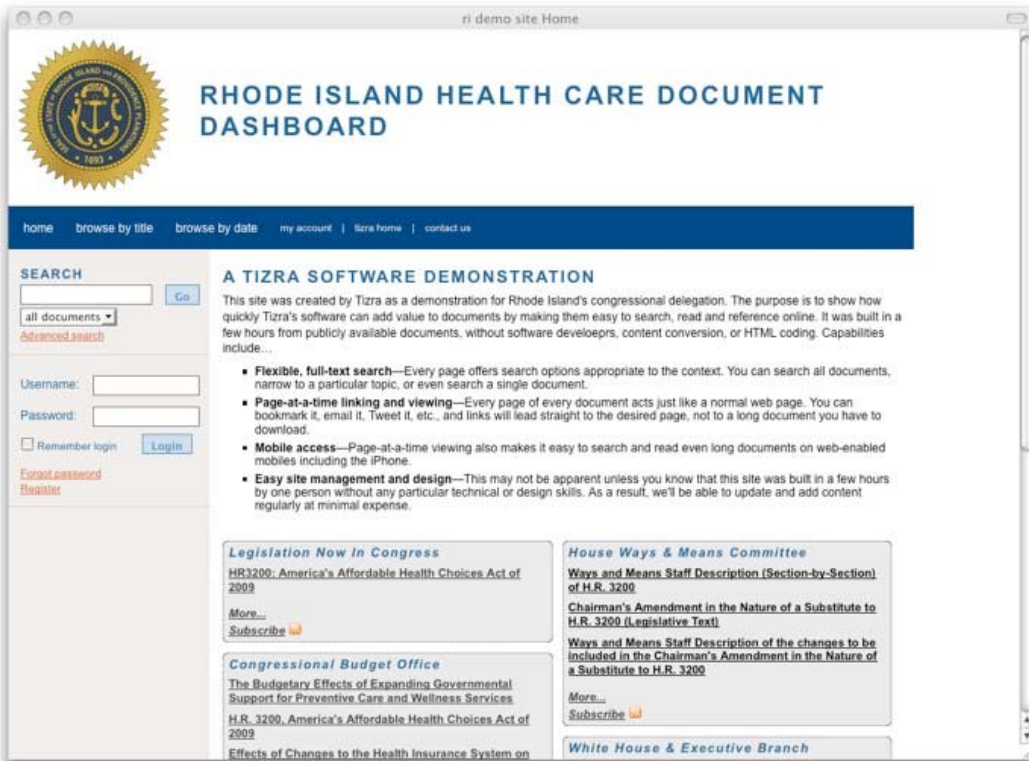 ri demo site Home
SEAL OF THE STATE OF RHODE ISLAND AND PROVIDENCE PLANTATIONS
1893
RHODE ISLAND HEALTH CARE DOCUMENT
DASHBOARD
home browse by title browse by date my account | tizra home | contact us
SEARCH
Go
all documents
Advanced search
Username:
Password:
Remember login Login
Forgot password
Register
A TIZRA SOFTWARE DEMONSTRATION
This site was created by Tizra as a demonstration for Rhode Island's congressional delegation. The purpose is to show how
quickly Tizra's software can add value to documents by making them easy to search, read and reference online. It was built in a
few hours from publicly available documents, without software develoeprs, content conversion, or HTML coding. Capabilities
include…
▪ Flexible, full-text search—Every page offers search options appropriate to the context. You can search all documents,
narrow to a particular topic, or even search a single document.
▪ Page-at-a-time linking and viewing—Every page of every document acts just like a normal web page. You can
bookmark it, email it, Tweet it, etc., and links will lead straight to the desired page, not to a long document you have to
download.
▪ Mobile access—Page-at-a-time viewing also makes it easy to search and read even long documents on web-enabled
mobiles including the iPhone.
▪ Easy site management and design—This may not be apparent unless you know that this site was built in a few hours
by one person without any particular technical or design skills. As a result, we'll be able to update and add content
regularly at minimal expense.
Legislation Now In Congress
HR3200: America's Affordable Health Choices Act of
2009
More...
Subscribe
Congressional Budget Office
The Budgetary Effects of Expanding Governmental
Support for Preventive Care and Wellness Services
H.R. 3200, America's Affordable Health Choices Act of
2009
Effects of Changes to the Health Insurance System on
House Ways & Means Committee
Ways and Means Staff Description (Section-by-Section)
of H.R. 3200
Chairman's Amendment in the Nature of a Substitute to
H.R. 3200 (Legislative Text)
Ways and Means Staff Description of the changes to be
included in the Chairman's Amendment in the Nature of
a Substitute to H.R. 3200
More...
Subscribe
White House & Executive Branch